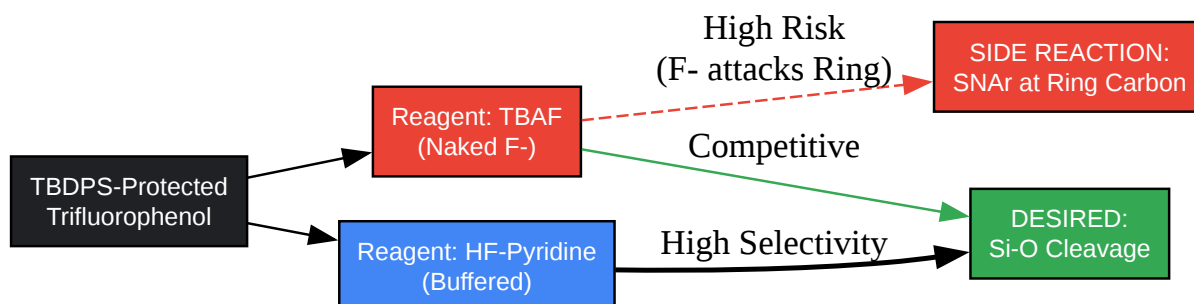 TBDPS-Protected
Trifluorophenol
Reagent: TBAF
(Naked F-)
Reagent: HF-Pyridine
(Buffered)
High Risk
(F- attacks Ring)
Competitive
High Selectivity
SIDE REACTION:
SNAr at Ring Carbon
DESIRED:
Si-O Cleavage